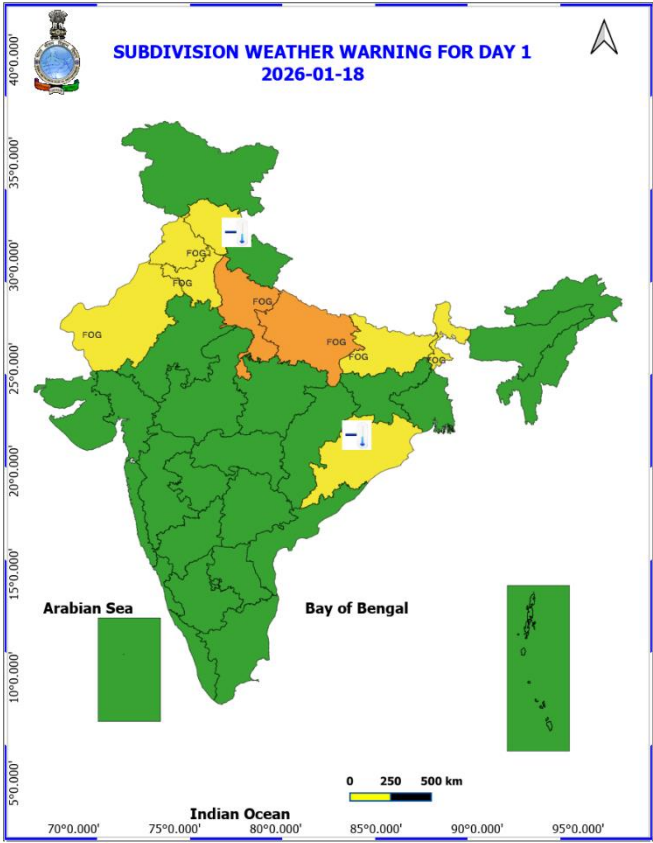 SUBDIVISION WEATHER WARNING FOR DAY 1
2026-01-18
40°0.000'
35°0.000'
30°0.000'
25°0.000'
20°0.000'
15°0.000'
10°0.000'
5°0.000'
FOG
FOG
FOG
FOG
FOG
FOG
FOG
Arabian Sea
Bay of Bengal
0 250 500 km
Indian Ocean
70°0.000' 75°0.000' 80°0.000' 85°0.000' 90°0.000' 95°0.000'